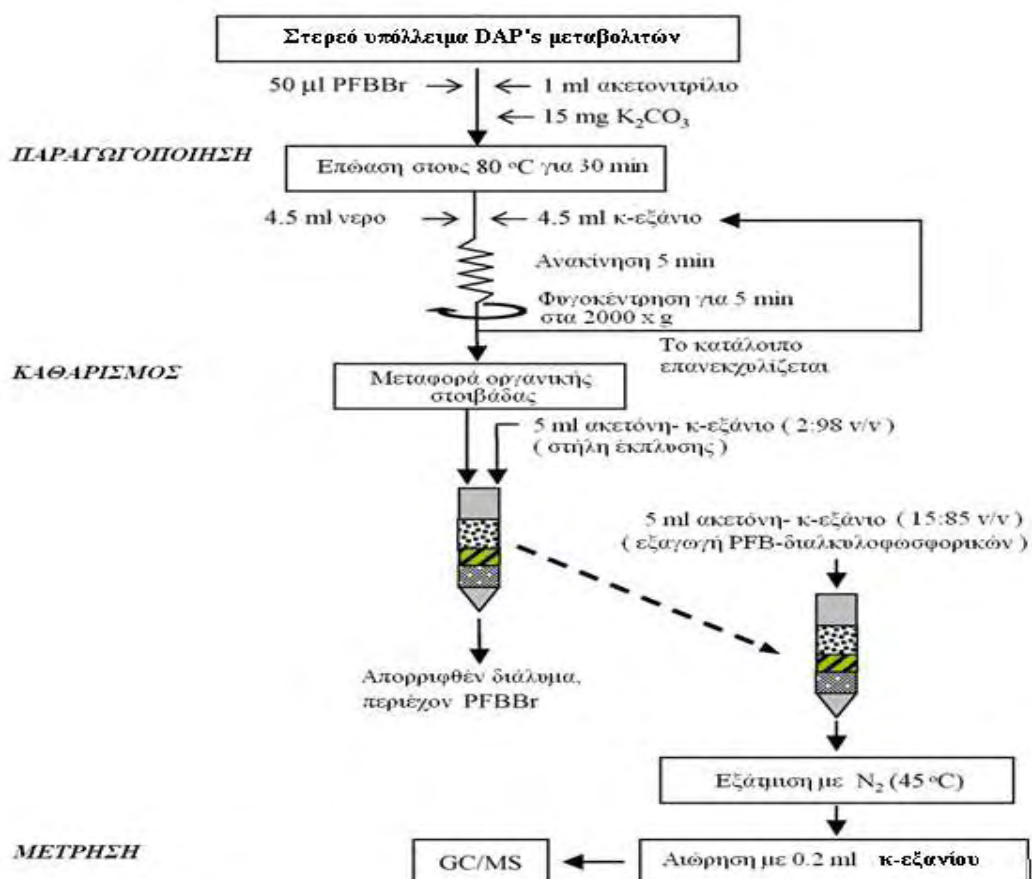 Στερεό υπόλλειμα DAP's μεταβολιτών
50 μl PFBBr
1 ml ακετονιτρίλιο
15 mg K₂CO₃
ΠΑΡΑΓΩΓΟΠΟΙΗΣΗ
Επώαση στους 80 °C για 30 min
4.5 ml νερο
4.5 ml κ-εξάνιο
Ανακίνηση 5 min
Φυγοκέντρηση για 5 min
στα 2000 x g
Το κατάλοιπο
επανεκχυλίζεται
ΚΑΘΑΡΙΣΜΟΣ
Μεταφορά οργανικής
στοιβάδας
5 ml ακετόνη- κ-εξάνιο ( 2:98 v/v )
( στήλη έκπλυσης )
5 ml ακετόνη- κ-εξάνιο ( 15:85 v/v )
( εξαγωγή PFB-διαλκυλοφωσφορικών )
Απορριφθέν διάλυμα,
περιέχον PFBBr
Εξάτμιση με N₂ (45 °C)
ΜΕΤΡΗΣΗ
GC/MS
Αιώρηση με 0.2 ml κ-εξανίου